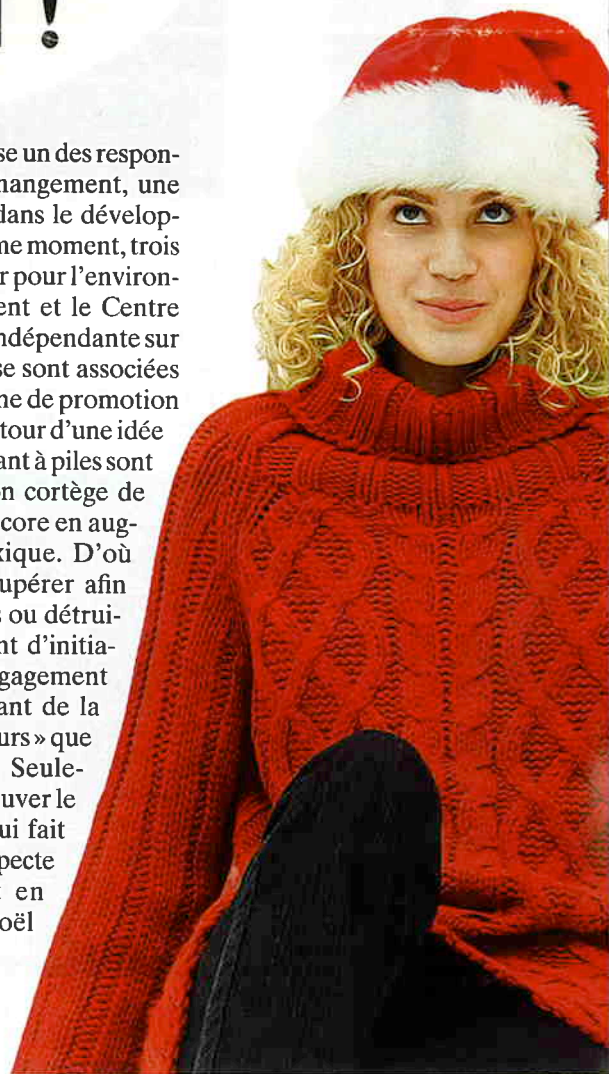 !
se un des respon-
hangement, une
dans le dévelop-
me moment, trois
r pour l'environ-
ent et le Centre
ndépendante sur
se sont associées
ne de promotion
tour d'une idée
ant à piles sont
n cortège de
core en aug-
xique. D'où
upérer afin
s ou détrui-
nt d'initia-
gagement
ant de la
urs» que
Seule-
uver le
ui fait
pecte
t en
oël